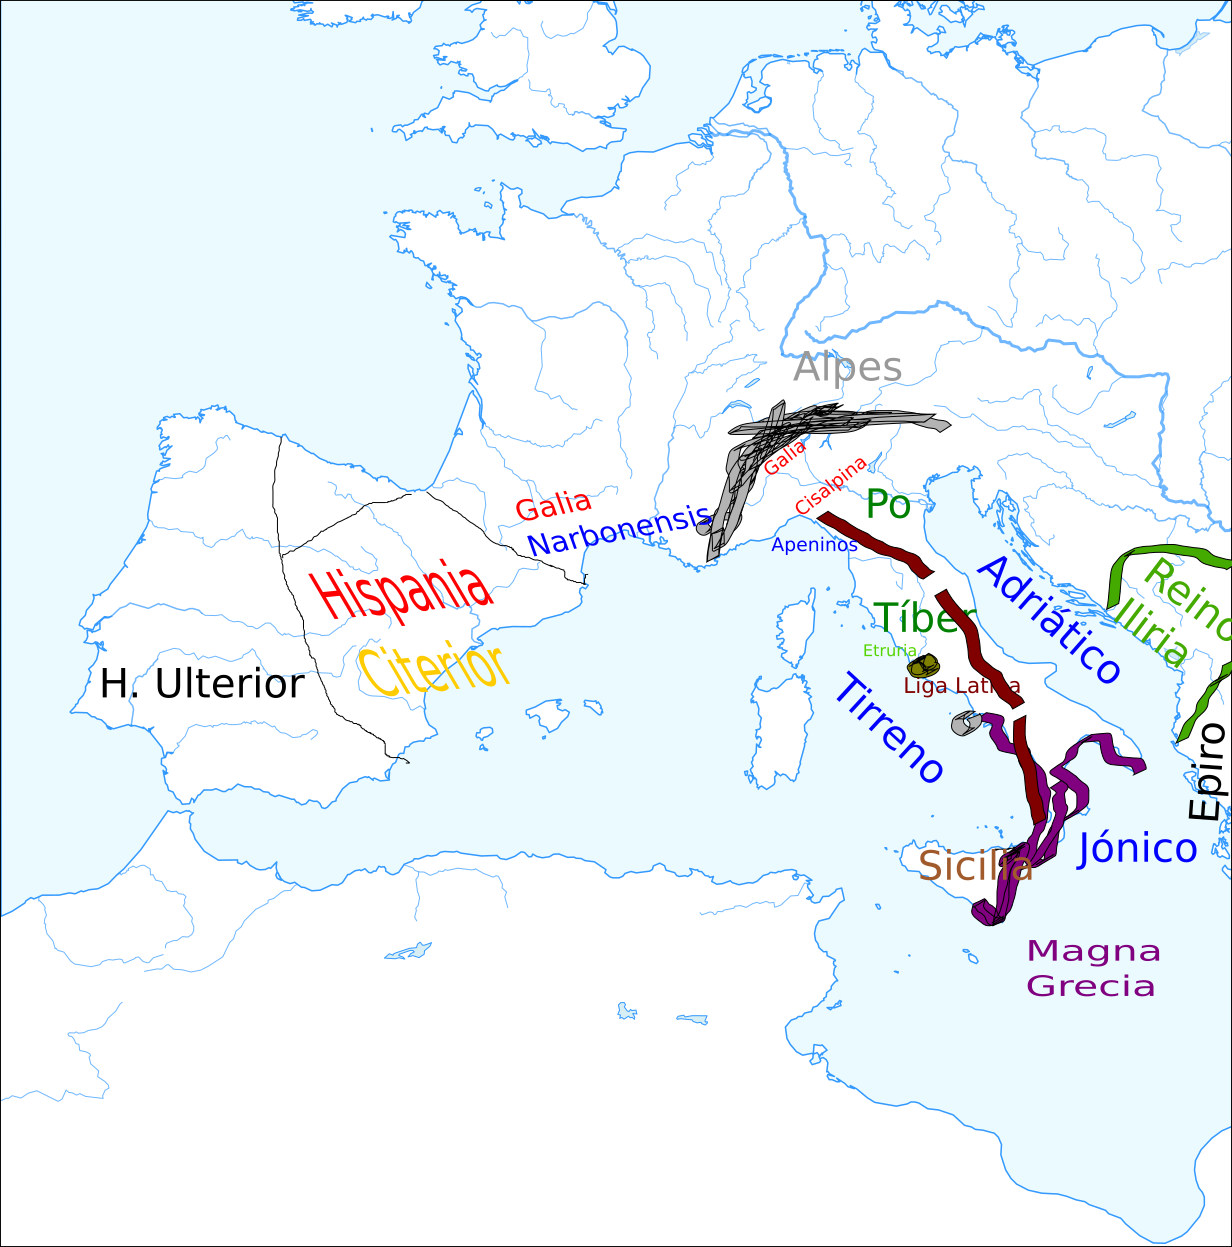 Alpes
Galia
Cisalpina
Po
Galia
Narbonensis
Apeninos
Hispania
Citerior
H. Ulterior
Adriático
Reino
Iliria
Tíber
Etruria
Liga Latina
Tirreno
Epiro
Jónico
Sicilia
Magna
Grecia